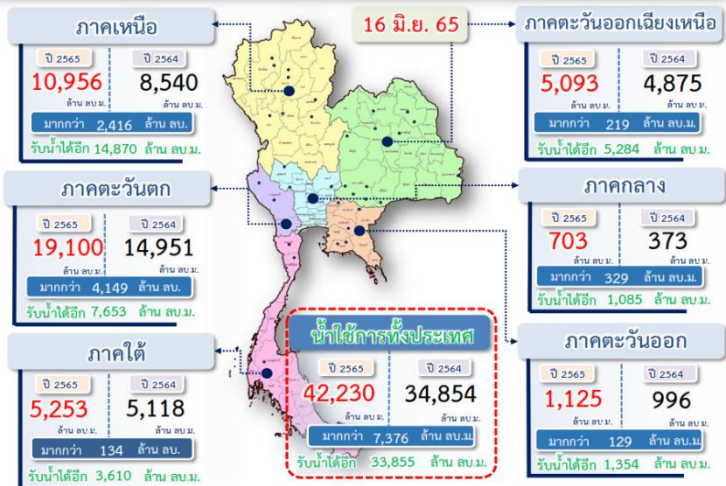 ภาคเหนือ
ปี 2565 ปี 2564
10,956 8,540
ล้าน ลบ.ม. ล้าน ลบ.ม.
มากกว่า 2,416 ล้าน ลบ.
รับน้ำได้อีก 14,870 ล้าน ลบ.ม.
16 มิ.ย. 65
ภาคตะวันออกเฉียงเหนือ
ปี 2565 ปี 2564
5,093 4,875
ล้าน ลบ.ม. ล้าน ลบ.ม.
มากกว่า 219 ล้าน ลบ.ม.
รับน้ำได้อีก 5,284 ล้าน ลบ.ม.
ภาคตะวันตก
ปี 2565 ปี 2564
19,100 14,951
ล้าน ลบ.ม. ล้าน ลบ.ม.
มากกว่า 4,149 ล้าน ลบ.
รับน้ำได้อีก 7,653 ล้าน ลบ.ม.
ภาคกลาง
ปี 2565 ปี 2564
703 373
ล้าน ลบ.ม. ล้าน ลบ.ม.
มากกว่า 329 ล้าน ลบ.ม.
รับน้ำได้อีก 1,085 ล้าน ลบ.ม.
ภาคใต้
ปี 2565 ปี 2564
5,253 5,118
ล้าน ลบ.ม. ล้าน ลบ.ม.
มากกว่า 134 ล้าน ลบ.
รับน้ำได้อีก 3,610 ล้าน ลบ.ม.
น้ำใช้การทั้งประเทศ
ปี 2565 ปี 2564
42,230 34,854
ล้าน ลบ.ม. ล้าน ลบ.ม.
มากกว่า 7,376 ล้าน ลบ.ม.
รับน้ำได้อีก 33,855 ล้าน ลบ.ม.
ภาคตะวันออก
ปี 2565 ปี 2564
1,125 996
ล้าน ลบ.ม. ล้าน ลบ.ม.
มากกว่า 129 ล้าน ลบ.ม.
รับน้ำได้อีก 1,354 ล้าน ลบ.ม.